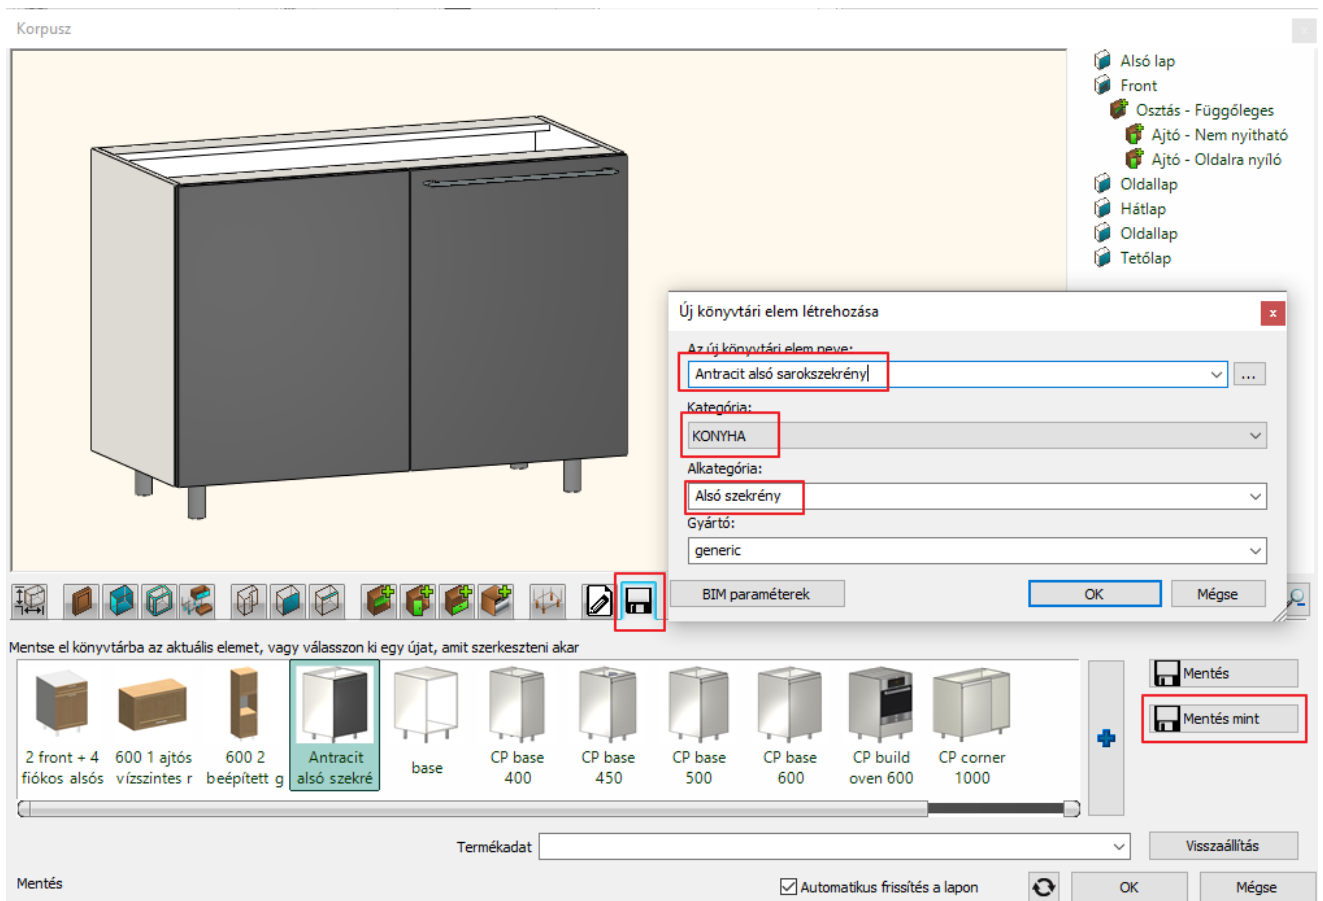 Korpusz
x
Alsó lap
Front
Osztás - Függőleges
Ajtó - Nem nyitható
Ajtó - Oldalra nyíló
Oldallap
Hátlap
Oldallap
Tetőlap
Új könyvtári elem létrehozása
x
Az új könyvtári elem neve:
Antracit alsó sarokszekrény
...
Kategória:
KONYHA
Alkategória:
Alsó szekrény
Gyártó:
generic
BIM paraméterek
OK
Mégse
Mentse el könyvtárba az aktuális elemet, vagy válasszon ki egy újat, amit szerkeszteni akar
2 front + 4
fiókos alsós
600 1 ajtós
vízszintes r
600 2
beépített g
Antracit
alsó szekré
base
CP base
400
CP base
450
CP base
500
CP base
600
CP build
oven 600
CP corner
1000
Mentés
Mentés mint
Termékadat
Visszaállítás
Mentés
Automatikus frissítés a lapon
OK
Mégse